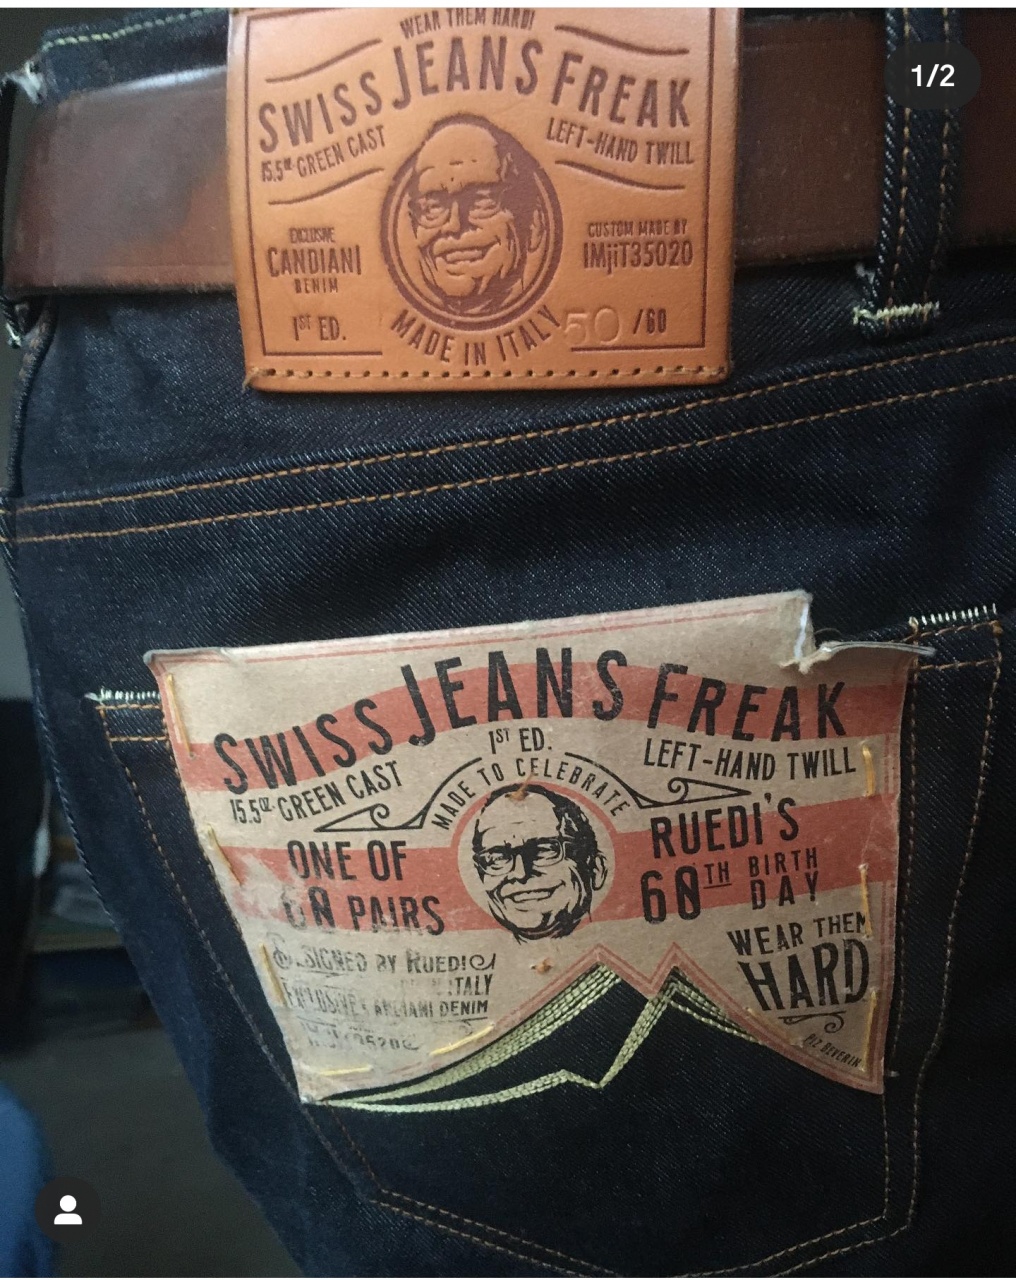 1/2
WEAR THEM HARD!
SWISS JEANS FREAK
15.5oz GREEN CAST
LEFT-HAND TWILL
EXCLUSIVE
CANDIANI
DENIM
1ST ED.
CUSTOM MADE BY
IMjiT35020
MADE IN ITALY
50 /60
SWISS JEANS FREAK
1ST ED.
15.5oz. GREEN CAST
LEFT-HAND TWILL
MADE TO CELEBRATE
ONE OF
60 PAIRS
RUEDI'S
60TH BIRTH
DAY
SIGNED BY RUEDI
ITALY
DENIM
WEAR THEM
HARD